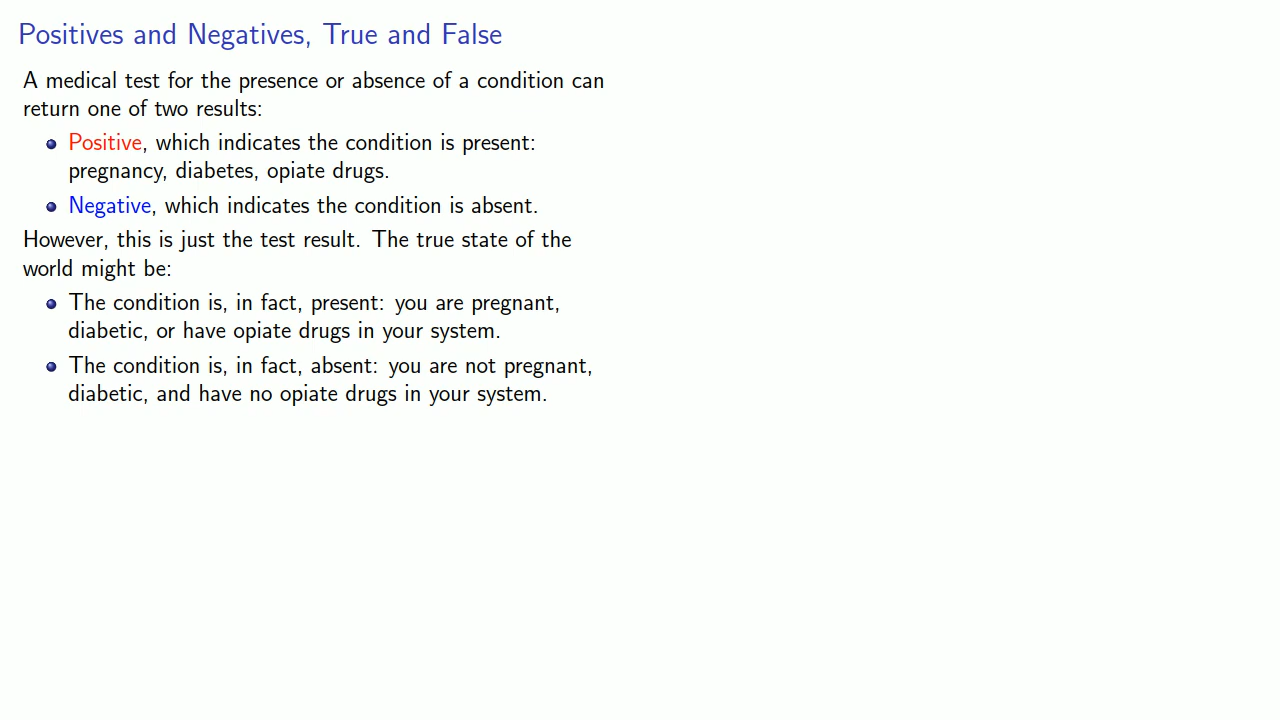 Positives and Negatives, True and False
A medical test for the presence or absence of a condition can
return one of two results:
Positive, which indicates the condition is present:
pregnancy, diabetes, opiate drugs.
Negative, which indicates the condition is absent.
However, this is just the test result. The true state of the
world might be:
The condition is, in fact, present: you are pregnant,
diabetic, or have opiate drugs in your system.
The condition is, in fact, absent: you are not pregnant,
diabetic, and have no opiate drugs in your system.